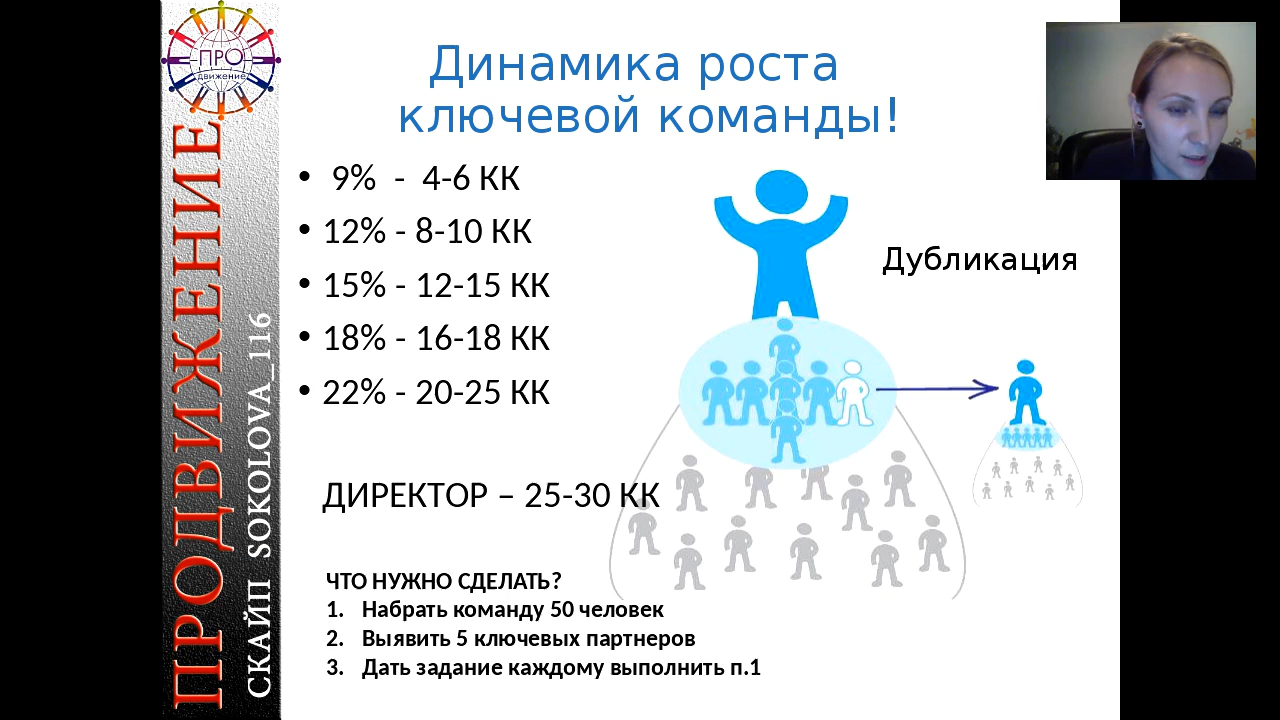 ПРО
движение
ПРОДВИЖЕНИЕ
СКАЙП SOKOLOVA_116
Динамика роста
ключевой команды!
• 9% - 4-6 КК
• 12% - 8-10 КК
• 15% - 12-15 КК
• 18% - 16-18 КК
• 22% - 20-25 КК
Дубликация
ДИРЕКТОР – 25-30 КК
ЧТО НУЖНО СДЕЛАТЬ?
1. Набрать команду 50 человек
2. Выявить 5 ключевых партнеров
3. Дать задание каждому выполнить п.1